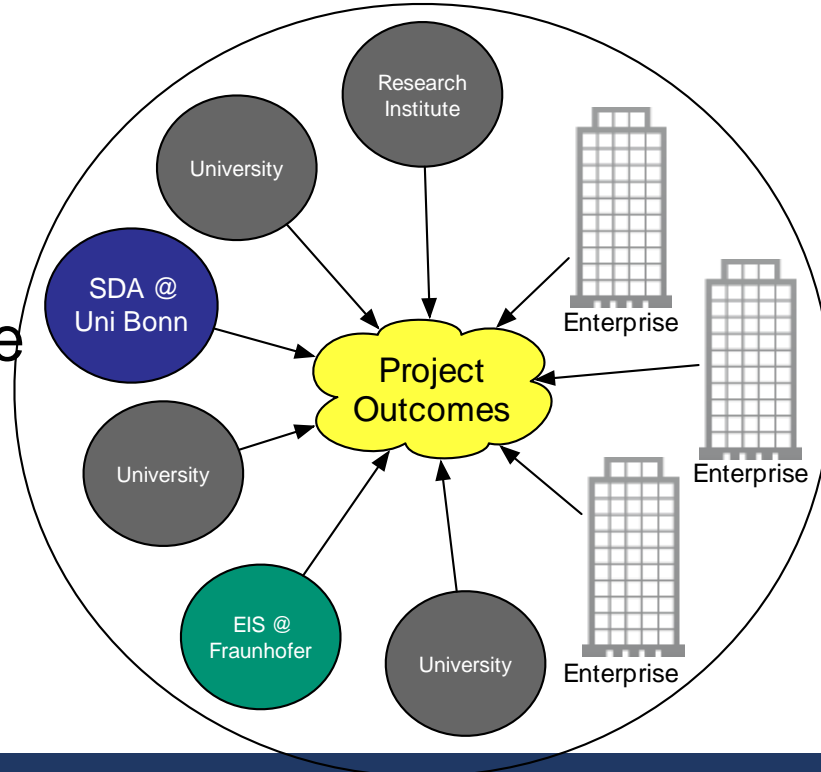 Research
Institute
University
Enterprise
SDA @
Uni Bonn
e
Project
Outcomes
Enterprise
University
EIS @
Fraunhofer
University
Enterprise